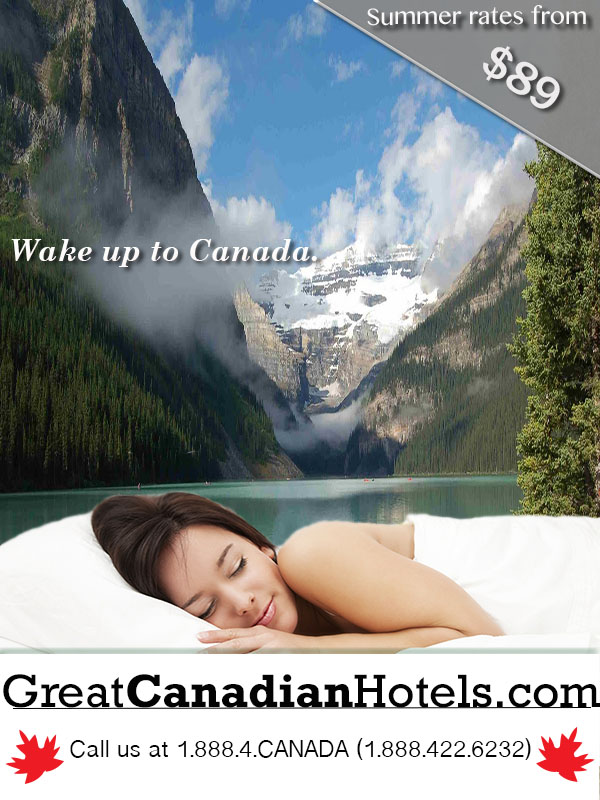 Summer rates from
$89
Wake up to Canada.
GreatCanadianHotels.com
Call us at 1.888.4.CANADA (1.888.422.6232)